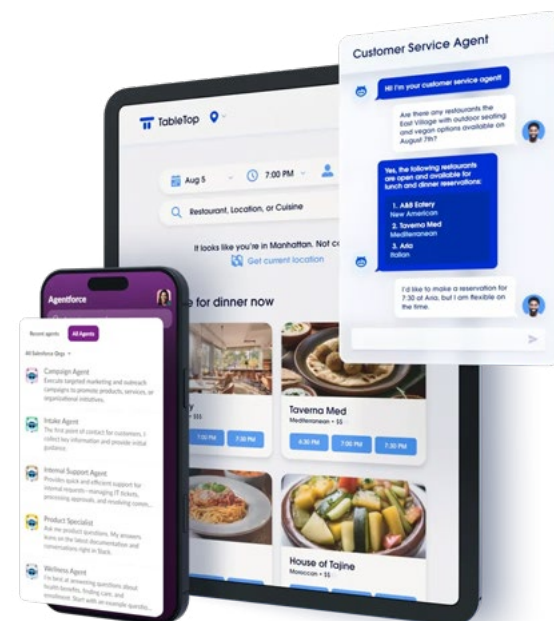 Customer Service Agent
Hi! I'm your customer service agent!
Are there any restaurants the
East Village with outdoor seating
and vegan options available on
August 7th?
Yes, the following restaurants
are open and available for
lunch and dinner reservations:
1. A&B Eatery
New American
2. Taverna Med
Mediterranean
3. Aria
Italian
I'd like to make a reservation for
7:30 at Aria, but I am flexible on
the time.
TableTop
Aug 5
7:00 PM
Restaurant, Location, or Cuisine
It looks like you're in Manhattan. Not co
Get current location
e for dinner now
y
• $$$
7:00 PM
7:30 PM
Taverna Med
Mediterranean • $$
6:30 PM
7:00 PM
7:30 PM
House of Tajine
Moroccan • $$
Agentforce
Recent agents
All Agents
All Salesforce Orgs
Campaign Agent
Execute targeted marketing and outreach
campaigns to promote products, services, or
organizational initiatives.
Intake Agent
The first point of contact for customers, I
collect key information and provide initial
guidance.
Internal Support Agent
Provides quick and efficient support for
internal requests—managing IT tickets,
processing approvals, and resolving comm...
Product Specialist
Ask me product questions. My answers
leans on the latest documentation and
conversations right in Slack.
Wellness Agent
I'm best at answering questions about
health benefits, finding care, and
enrollment. Start with an example questio...